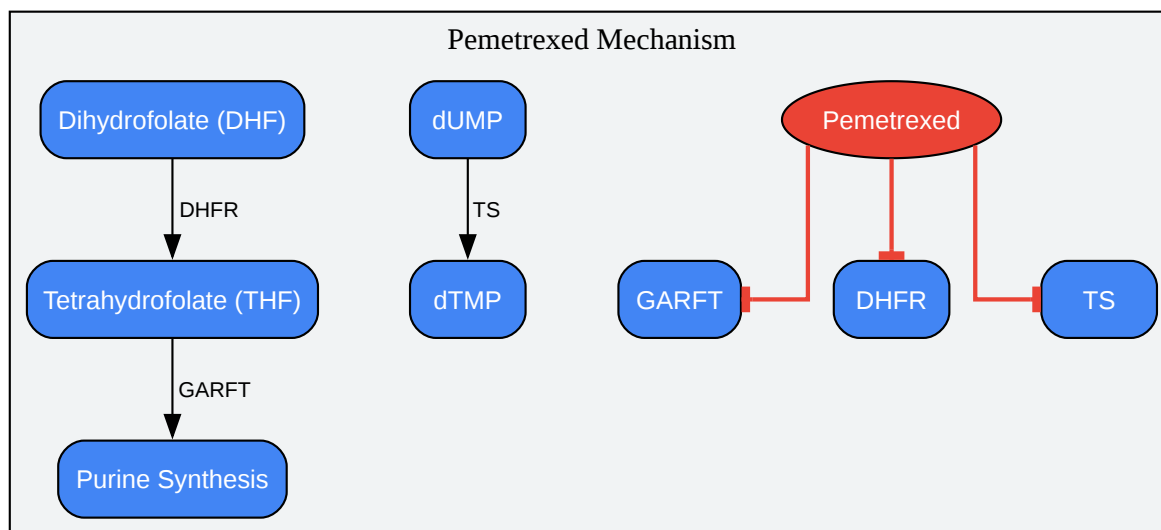 Pemetrexed Mechanism
Dihydrofolate (DHF)
dUMP
Pemetrexed
DHFR
TS
Tetrahydrofolate (THF)
dTMP
GARFT
DHFR
TS
GARFT
Purine Synthesis